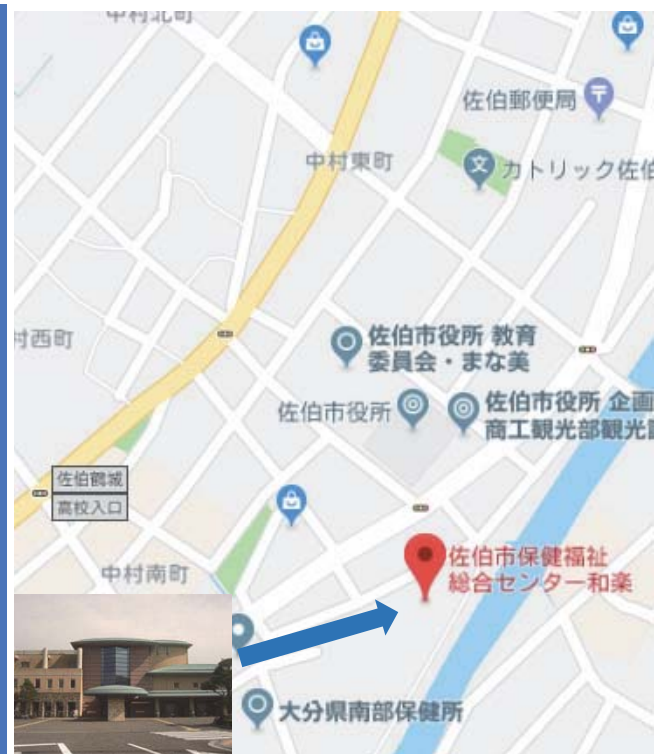 中村北町
佐伯郵便局
中村東町
カトリック佐伯
村西町
佐伯市役所 教育
委員会・まな美
佐伯市役所
佐伯市役所 企画
商工観光部観光
佐伯鶴城
高校入口
佐伯市保健福祉
総合センター和楽
中村南町
大分県南部保健所